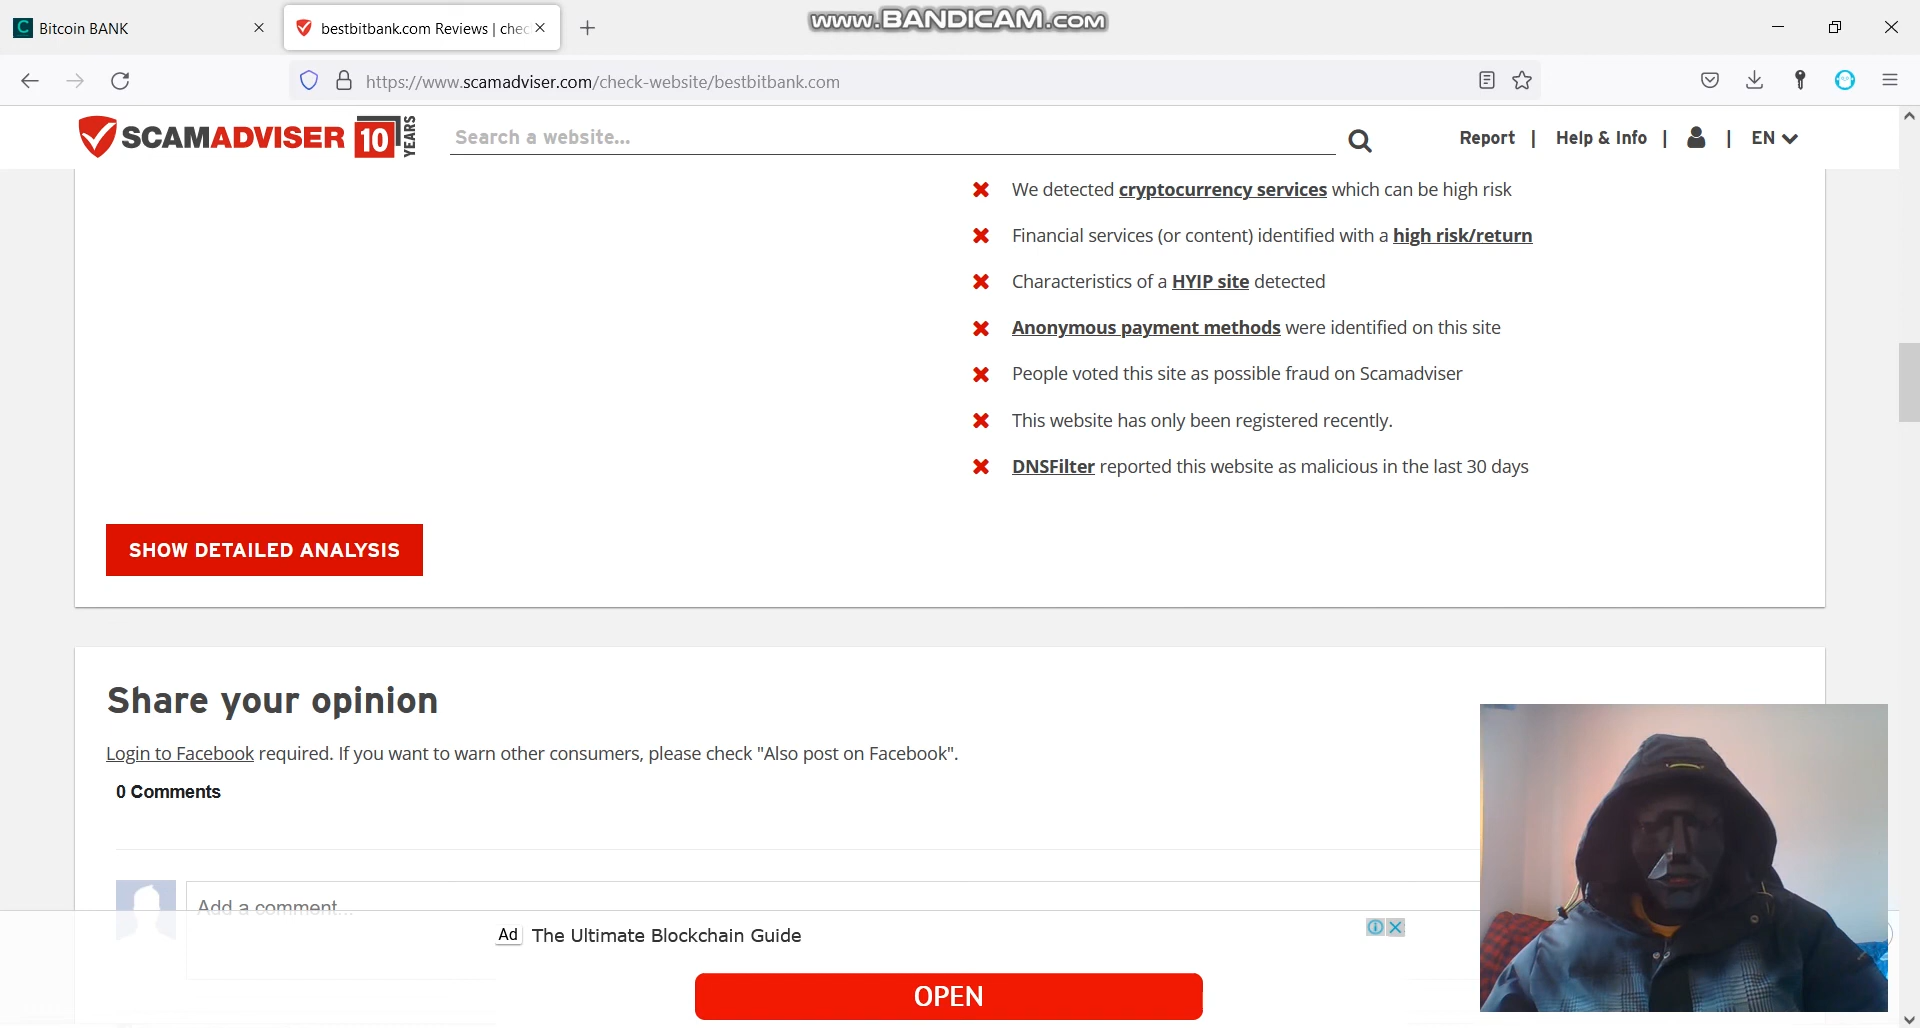 Bitcoin BANK
bestbitbank.com Reviews | chec
www.BANDICAM.com
https://www.scamadviser.com/check-website/bestbitbank.com
SCAMADVISER 10 YEARS
Search a website...
Report | Help & Info | | EN
We detected cryptocurrency services which can be high risk
Financial services (or content) identified with a high risk/return
Characteristics of a HYIP site detected
Anonymous payment methods were identified on this site
People voted this site as possible fraud on Scamadviser
This website has only been registered recently.
DNSFilter reported this website as malicious in the last 30 days
SHOW DETAILED ANALYSIS
Share your opinion
Login to Facebook required. If you want to warn other consumers, please check "Also post on Facebook".
0 Comments
Add a comment...
Ad The Ultimate Blockchain Guide
OPEN